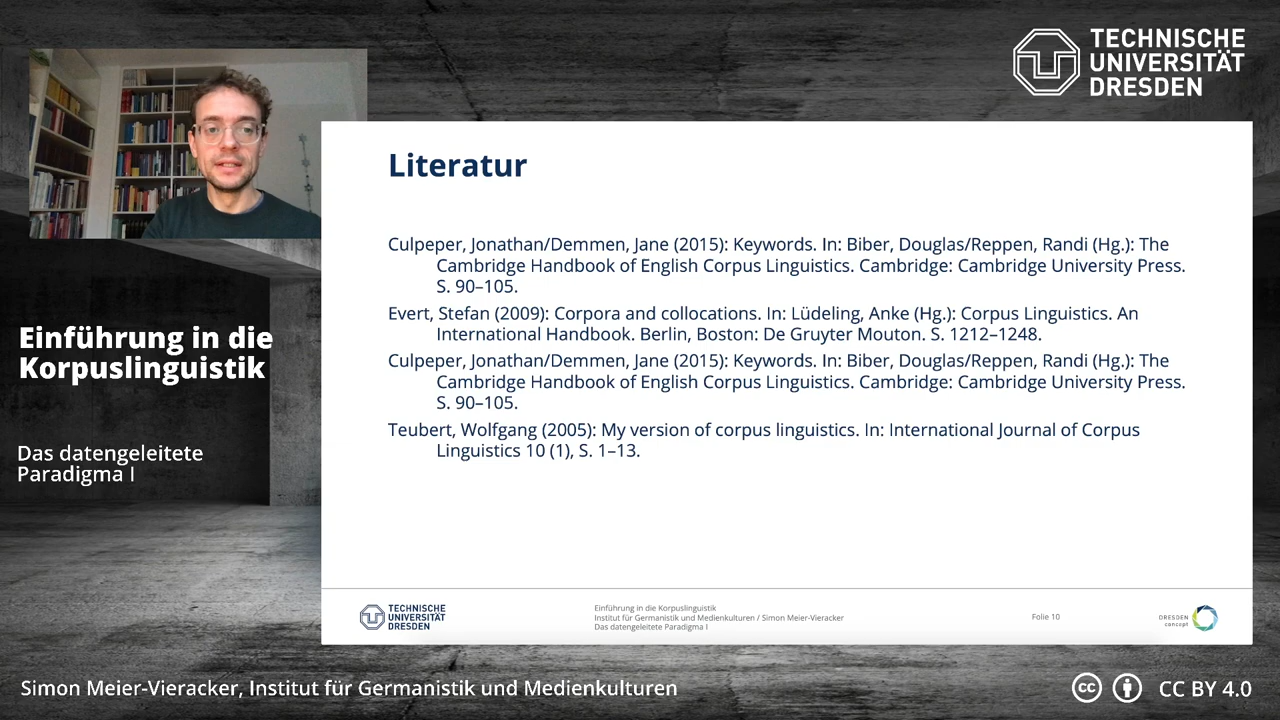 TECHNISCHE
UNIVERSITÄT
DRESDEN
Literatur
Culpeper, Jonathan/Demmen, Jane (2015): Keywords. In: Biber, Douglas/Reppen, Randi (Hg.): The
Cambridge Handbook of English Corpus Linguistics. Cambridge: Cambridge University Press.
S. 90–105.
Evert, Stefan (2009): Corpora and collocations. In: Lüdeling, Anke (Hg.): Corpus Linguistics. An
International Handbook. Berlin, Boston: De Gruyter Mouton. S. 1212–1248.
Culpeper, Jonathan/Demmen, Jane (2015): Keywords. In: Biber, Douglas/Reppen, Randi (Hg.): The
Cambridge Handbook of English Corpus Linguistics. Cambridge: Cambridge University Press.
S. 90–105.
Teubert, Wolfgang (2005): My version of corpus linguistics. In: International Journal of Corpus
Linguistics 10 (1), S. 1–13.
Einführung in die
Korpuslinguistik
Das datengeleitete
Paradigma I
TECHNISCHE
UNIVERSITÄT
DRESDEN
Einführung in die Korpuslinguistik
Institut für Germanistik und Medienkulturen / Simon Meier-Vieracker
Das datengeleitete Paradigma I
Folie 10
DRESDEN
concept
Simon Meier-Vieracker, Institut für Germanistik und Medienkulturen
cc
CC BY 4.0